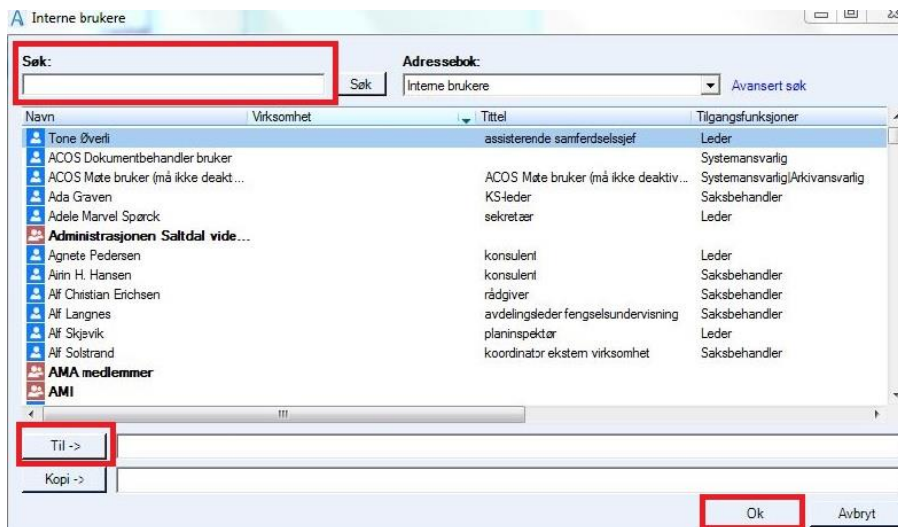 Interne brukere
Søk:
Adressebok:
Søk
Interne brukere
Avansert søk
Navn Virksomhet Tittel Tilgangsfunksjoner
Tone Øverli assisterende samferdselssjef Leder
ACOS Dokumentbehandler bruker Systemansvarlig
ACOS Møte bruker (må ikke deakt... ACOS Møte bruker (må ikke deaktiv... Systemansvarlig|Arkivansvarlig
Ada Graven KS-leder Saksbehandler
Adele Marvel Spørck sekretær Leder
Administrasjonen Saltdal vide...
Agnete Pedersen konsulent Leder
Airin H. Hansen konsulent Saksbehandler
Alf Christian Erichsen rådgiver Saksbehandler
Alf Langnes avdelingsleder fengselsundervisning Saksbehandler
Alf Skjevik planinspektør Leder
Alf Solstrand koordinator ekstern virksomhet Saksbehandler
AMA medlemmer
AMI
Til ->
Kopi ->
Ok Avbryt